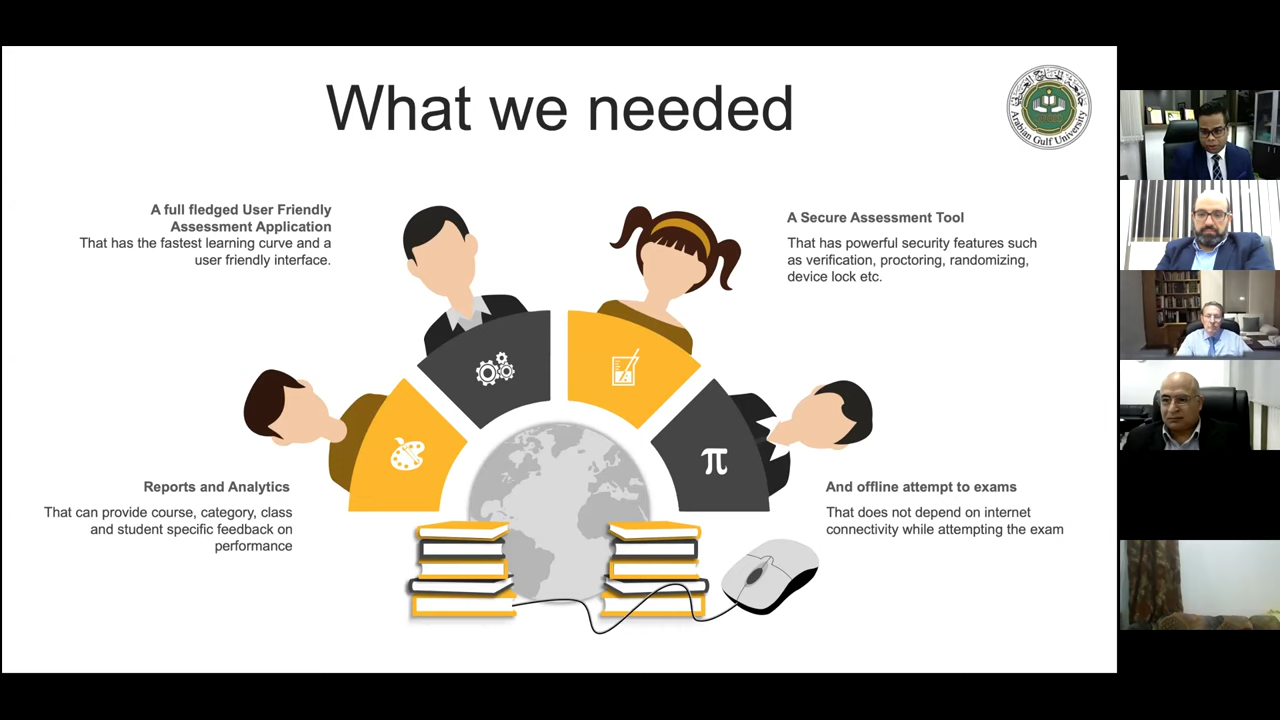 What we needed
Arabian Gulf University
A full fledged User Friendly
Assessment Application
That has the fastest learning curve and a
user friendly interface.
A Secure Assessment Tool
That has powerful security features such
as verification, proctoring, randomizing,
device lock etc.
π
Reports and Analytics
That can provide course, category, class
and student specific feedback on
performance
And offline attempt to exams
That does not depend on internet
connectivity while attempting the exam